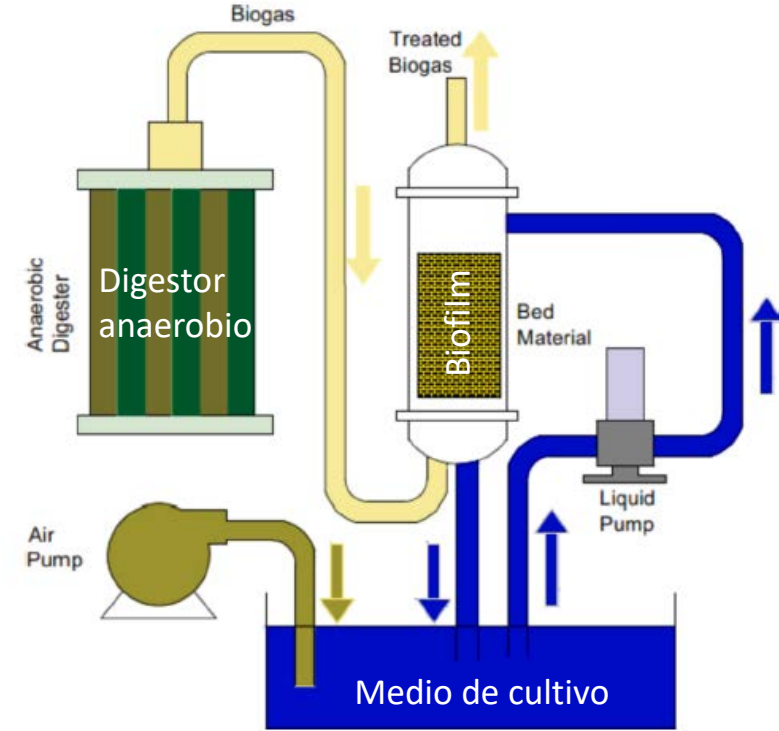 Biogas
Treated
Biogas
Anaerobic
Digester
Digestor
anaerobio
Biofilm
Bed
Material
Liquid
Pump
Air
Pump
Medio de cultivo